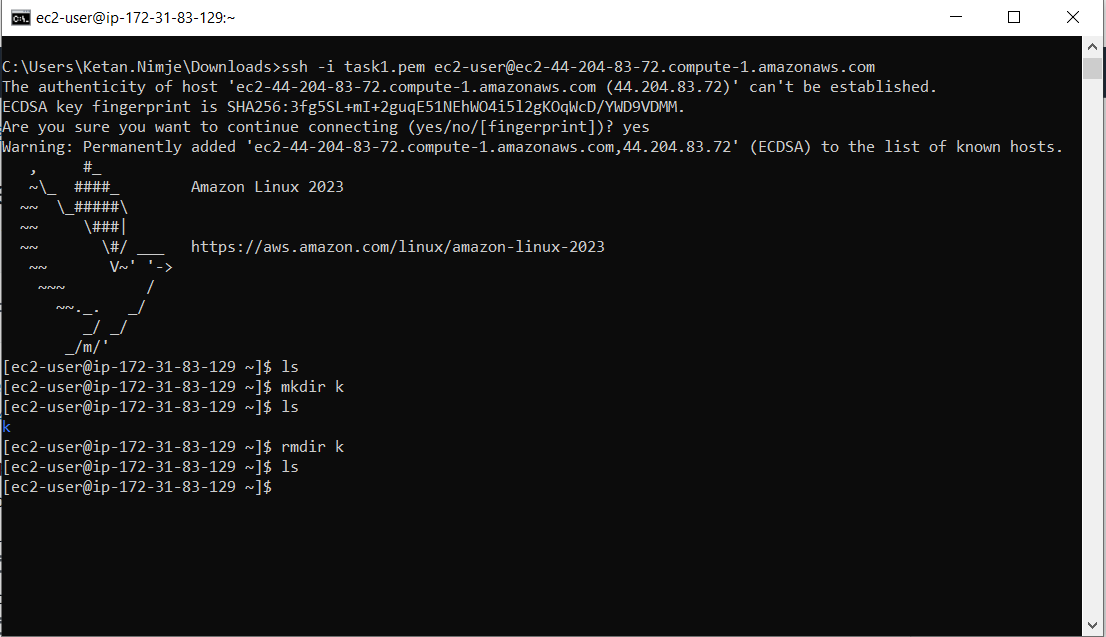 ec2-user@ip-172-31-83-129:~
C:\Users\Ketan.Nimje\Downloads>ssh -i task1.pem ec2-user@ec2-44-204-83-72.compute-1.amazonaws.com
The authenticity of host 'ec2-44-204-83-72.compute-1.amazonaws.com (44.204.83.72)' can't be established.
ECDSA key fingerprint is SHA256:3fg5SL+mI+2guqE51NEhWO4i5l2gKOqWcD/YWD9VDMM.
Are you sure you want to continue connecting (yes/no/[fingerprint])? yes
Warning: Permanently added 'ec2-44-204-83-72.compute-1.amazonaws.com,44.204.83.72' (ECDSA) to the list of known hosts.
   ,     #_
   ~\_  ####_        Amazon Linux 2023
  ~~  \_#####\
  ~~     \###|
  ~~       \#/ ___   https://aws.amazon.com/linux/amazon-linux-2023
   ~~       V~' '->
    ~~~         /
      ~~._.   _/
         _/ _/
       _/m/'
[ec2-user@ip-172-31-83-129 ~]$ ls
[ec2-user@ip-172-31-83-129 ~]$ mkdir k
[ec2-user@ip-172-31-83-129 ~]$ ls
k
[ec2-user@ip-172-31-83-129 ~]$ rmdir k
[ec2-user@ip-172-31-83-129 ~]$ ls
[ec2-user@ip-172-31-83-129 ~]$